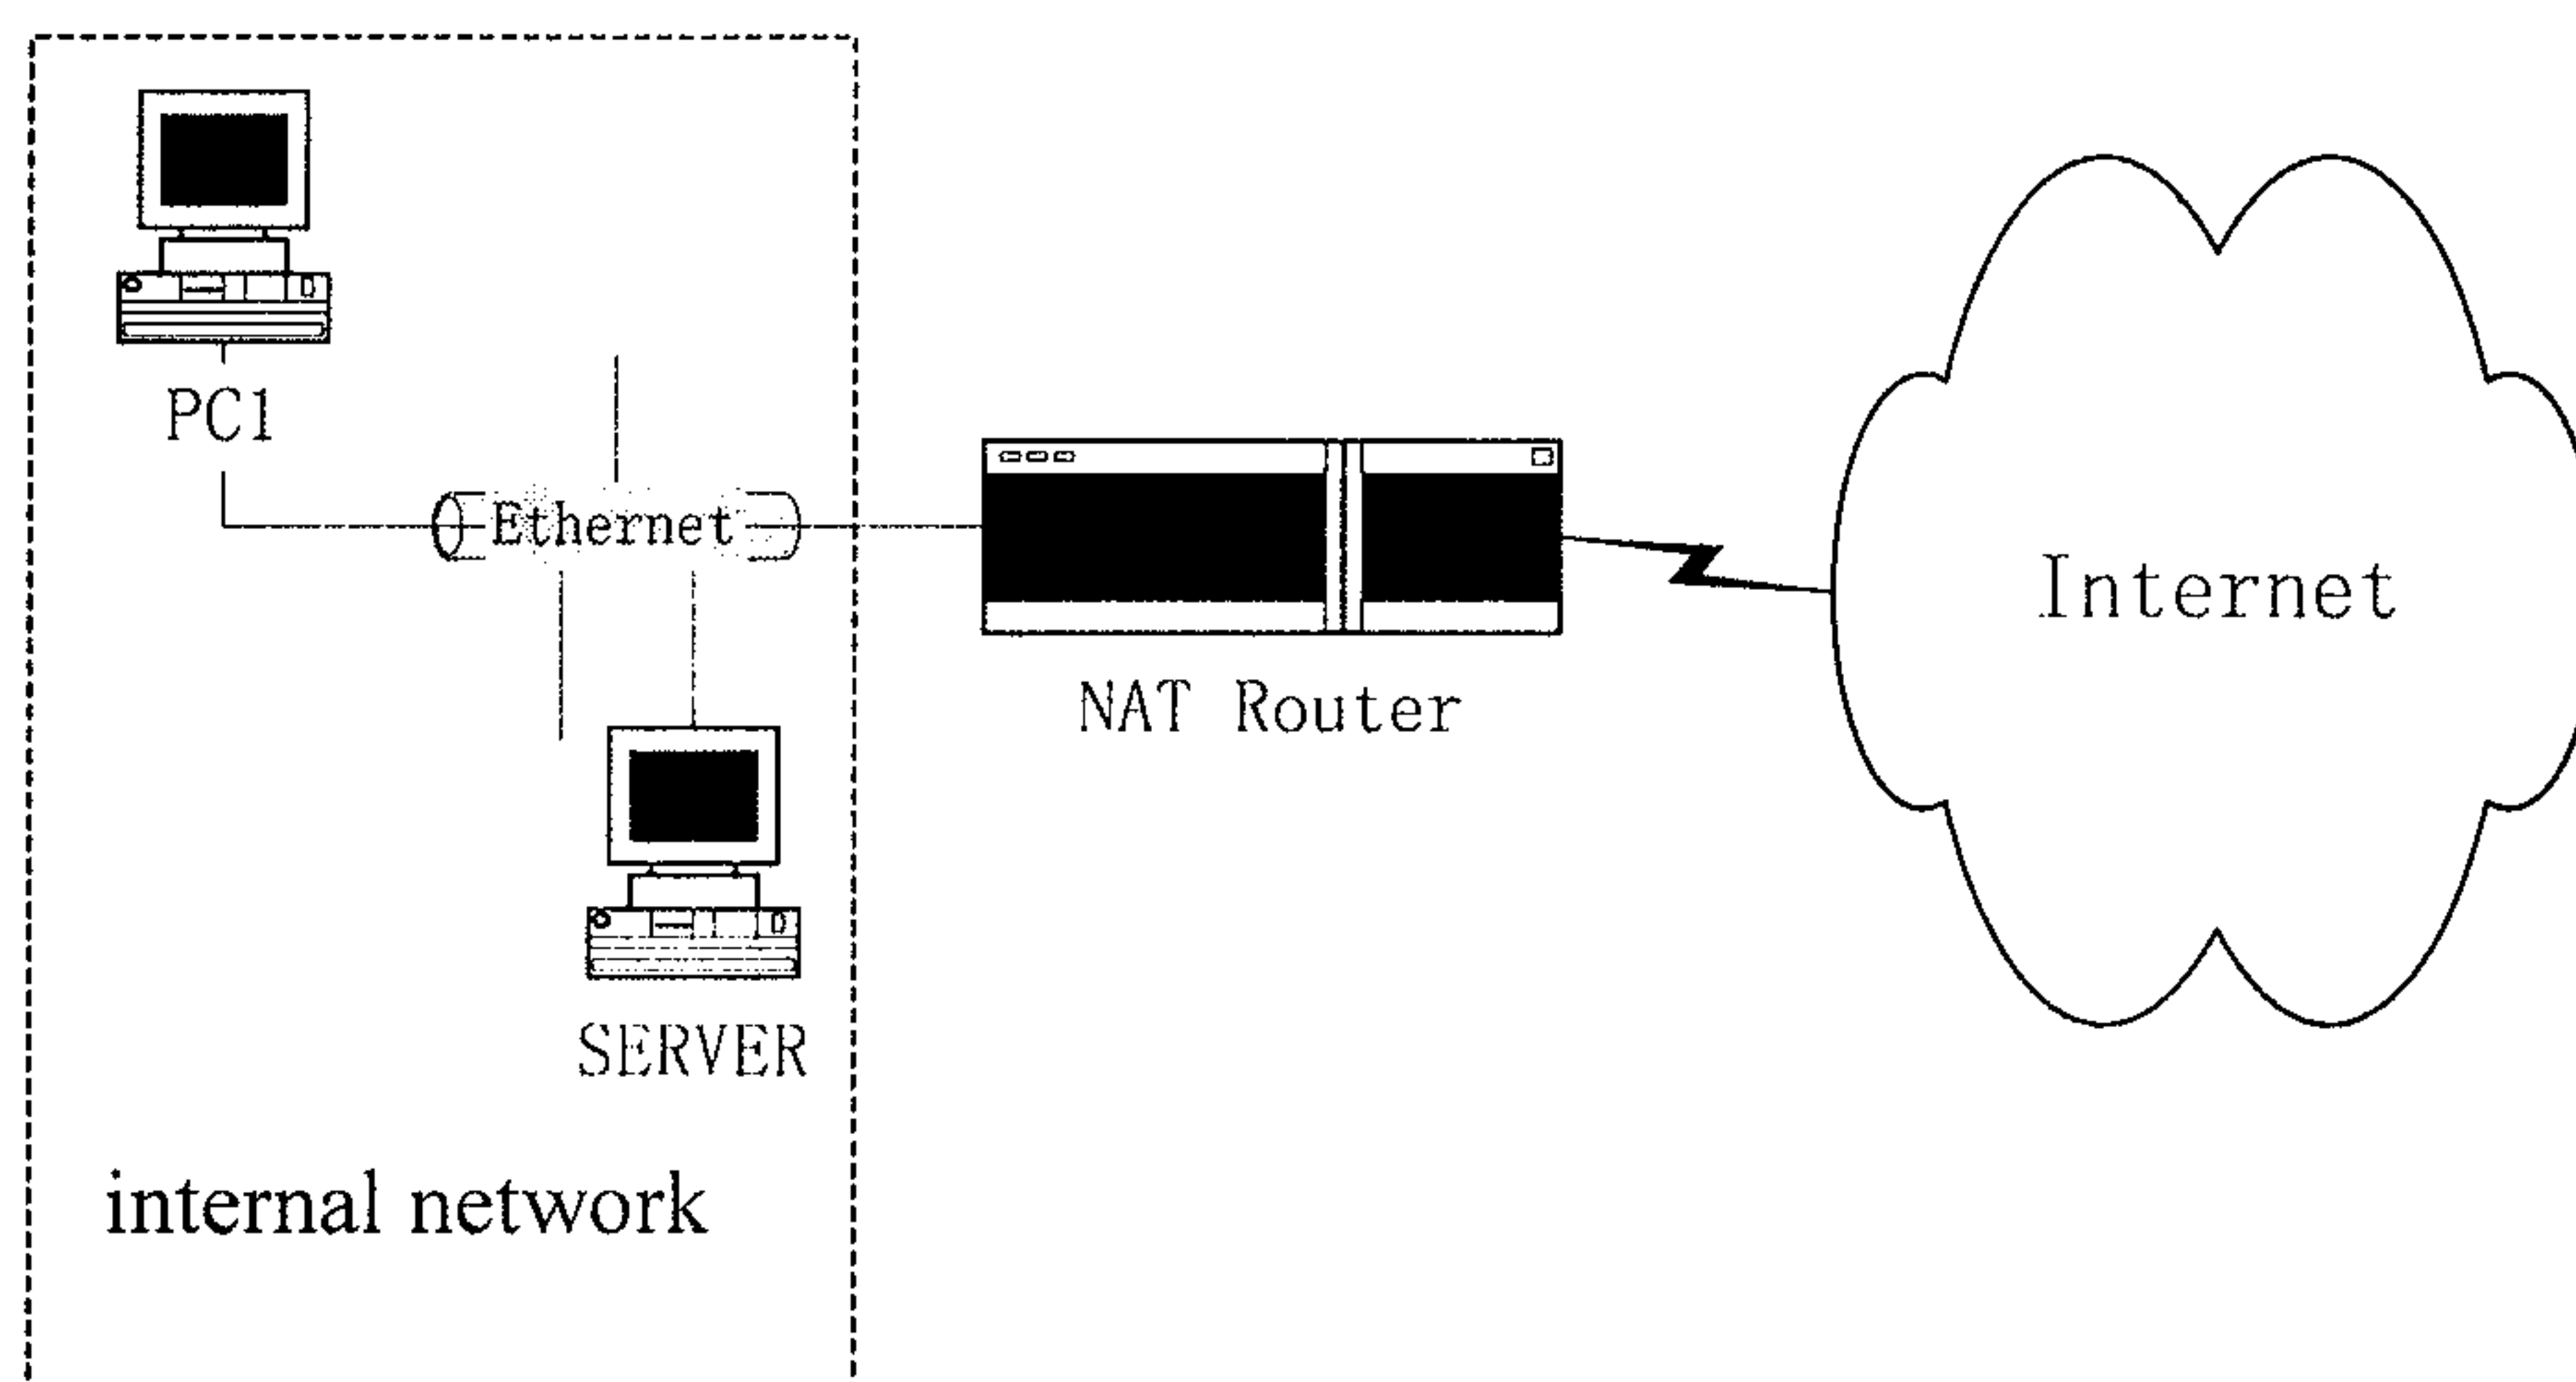 PC1
Ethernet
Internet
NAT Router
SERVER
internal network